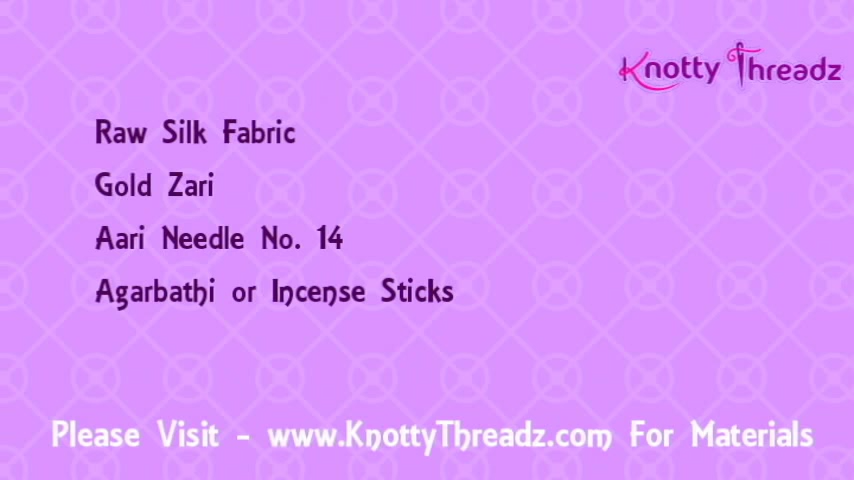 Knotty Threadz
Raw Silk Fabric
Gold Zari
Aari Needle No. 14
Agarbathi or Incense Sticks
Please Visit - www.KnottyThreadz.com For Materials